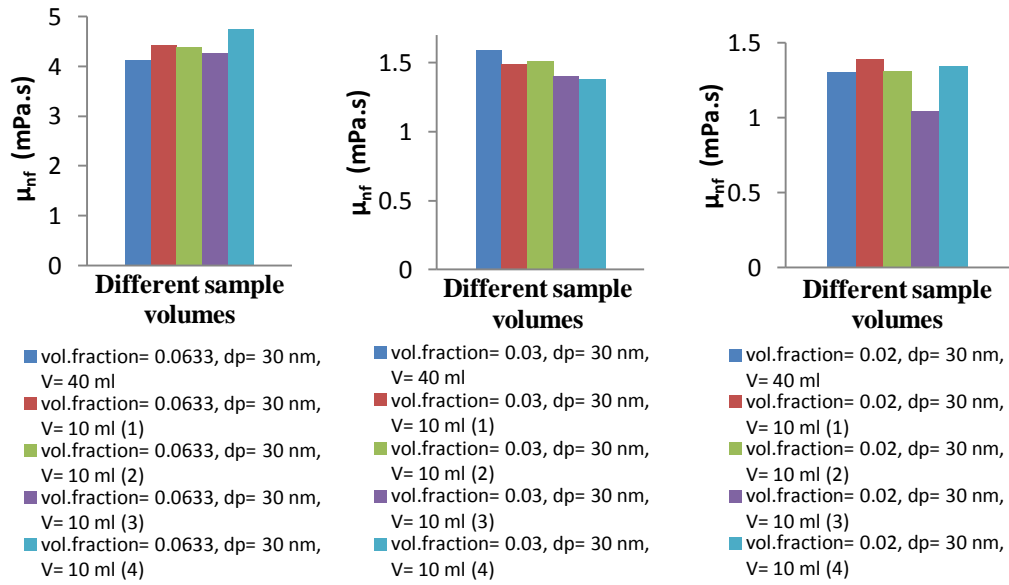 5
4
3
2
1
0
μnf (mPa.s)
Different sample
volumes
vol.fraction= 0.0633, dp= 30 nm,
V= 40 ml
vol.fraction= 0.0633, dp= 30 nm,
V= 10 ml (1)
vol.fraction= 0.0633, dp= 30 nm,
V= 10 ml (2)
vol.fraction= 0.0633, dp= 30 nm,
V= 10 ml (3)
vol.fraction= 0.0633, dp= 30 nm,
V= 10 ml (4)
1.5
1
0.5
0
μnf (mPa.s)
Different sample
volumes
vol.fraction= 0.03, dp= 30 nm,
V= 40 ml
vol.fraction= 0.03, dp= 30 nm,
V= 10 ml (1)
vol.fraction= 0.03, dp= 30 nm,
V= 10 ml (2)
vol.fraction= 0.03, dp= 30 nm,
V= 10 ml (3)
vol.fraction= 0.03, dp= 30 nm,
V= 10 ml (4)
1.5
1
0.5
0
μnf (mPa.s)
Different sample
volumes
vol.fraction= 0.02, dp= 30 nm,
V= 40 ml
vol.fraction= 0.02, dp= 30 nm,
V= 10 ml (1)
vol.fraction= 0.02, dp= 30 nm,
V= 10 ml (2)
vol.fraction= 0.02, dp= 30 nm,
V= 10 ml (3)
vol.fraction= 0.02, dp= 30 nm,
V= 10 ml (4)